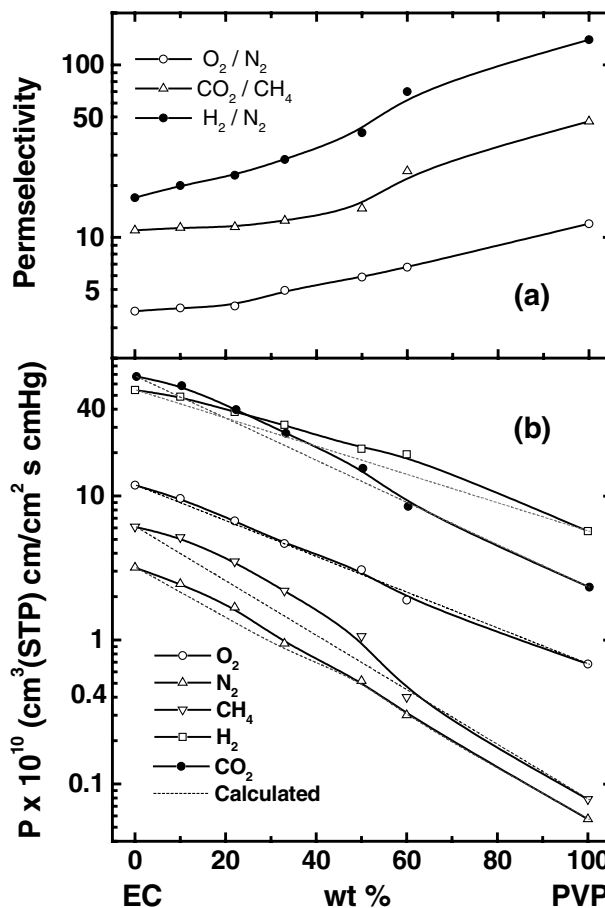 100
50
10
5
Permselectivity
O2 / N2
CO2 / CH4
H2 / N2
(a)
40
10
1
0.4
0.1
P x 10^10 (cm^3(STP) cm/cm^2 s cmHg)
(b)
O2
N2
CH4
H2
CO2
Calculated
0 20 40 60 80 100
EC wt % PVP